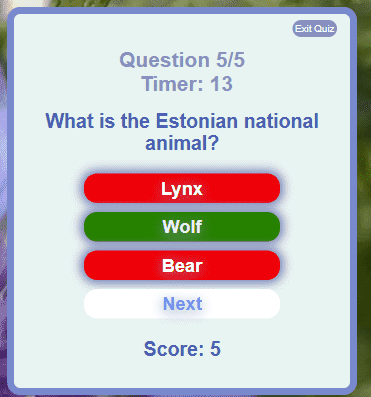 Exit Quiz
Question 5/5
Timer: 13
What is the Estonian national
animal?
Lynx
Wolf
Bear
Next
Score: 5